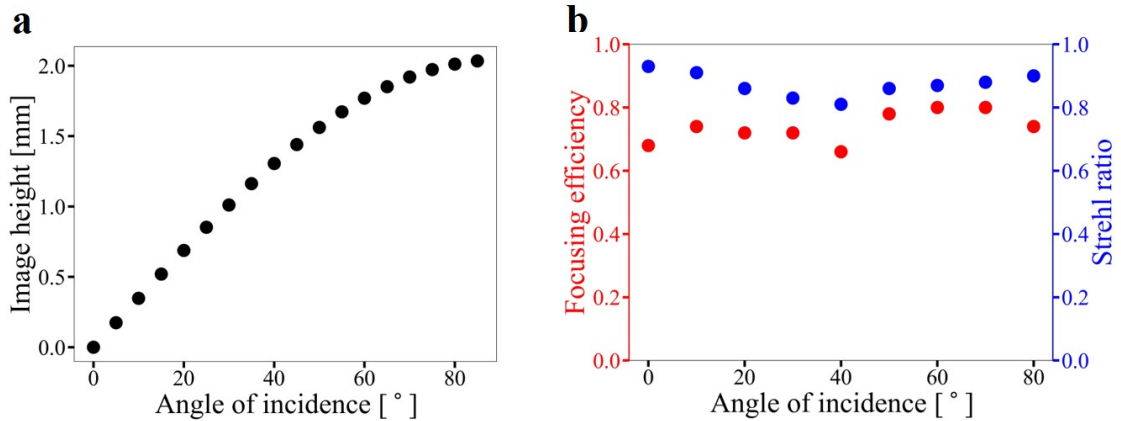 a
Image height [mm]
2.0
1.5
1.0
0.5
0.0
0 20 40 60 80
Angle of incidence [ ° ]
b
Focusing efficiency
1.0
0.8
0.6
0.4
0.2
0.0
0 20 40 60 80
Angle of incidence [ ° ]
1.0
0.8
0.6
0.4
0.2
0.0
Strehl ratio